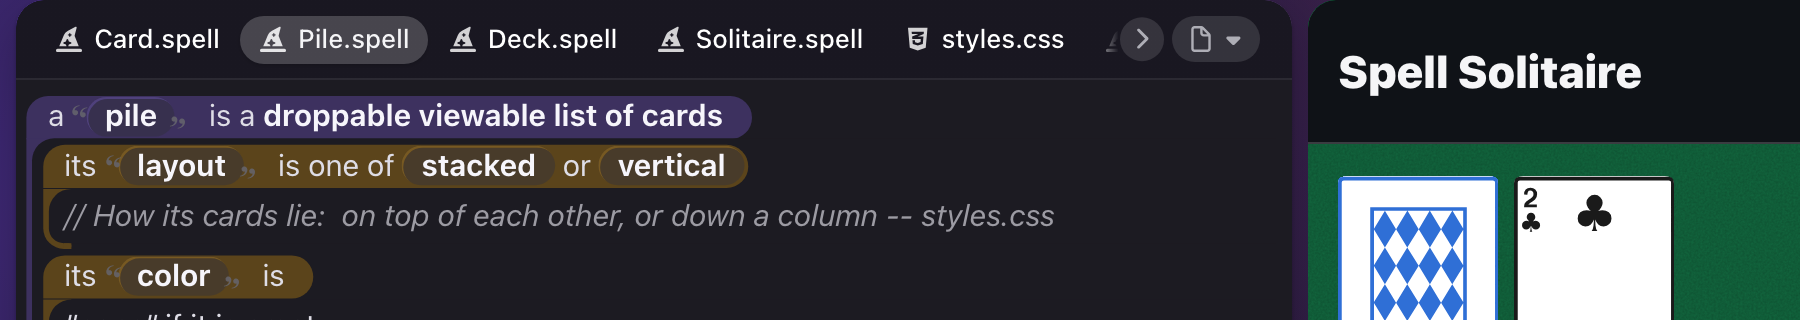 Card.spell Pile.spell Deck.spell Solitaire.spell styles.css
Spell Solitaire
a “ pile „ is a droppable viewable list of cards
its “ layout „ is one of stacked or vertical
// How its cards lie: on top of each other, or down a column -- styles.css
its “ color „ is
2